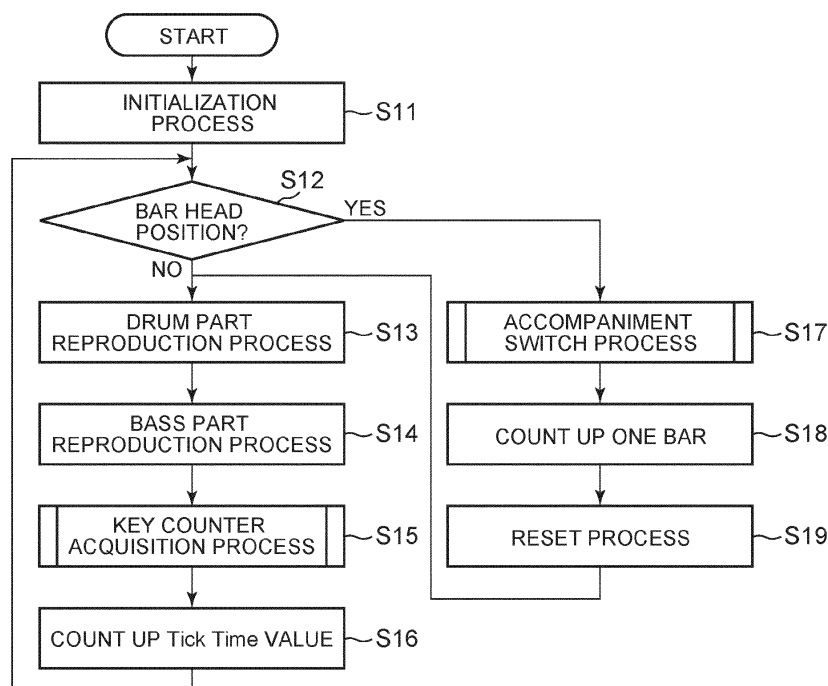 START
INITIALIZATION
PROCESS
S11
S12
BAR HEAD
POSITION?
YES
NO
DRUM PART
REPRODUCTION PROCESS
S13
ACCOMPANIMENT
SWITCH PROCESS
S17
BASS PART
REPRODUCTION PROCESS
S14
COUNT UP ONE BAR
S18
KEY COUNTER
ACQUISITION PROCESS
S15
RESET PROCESS
S19
COUNT UP Tick Time VALUE
S16